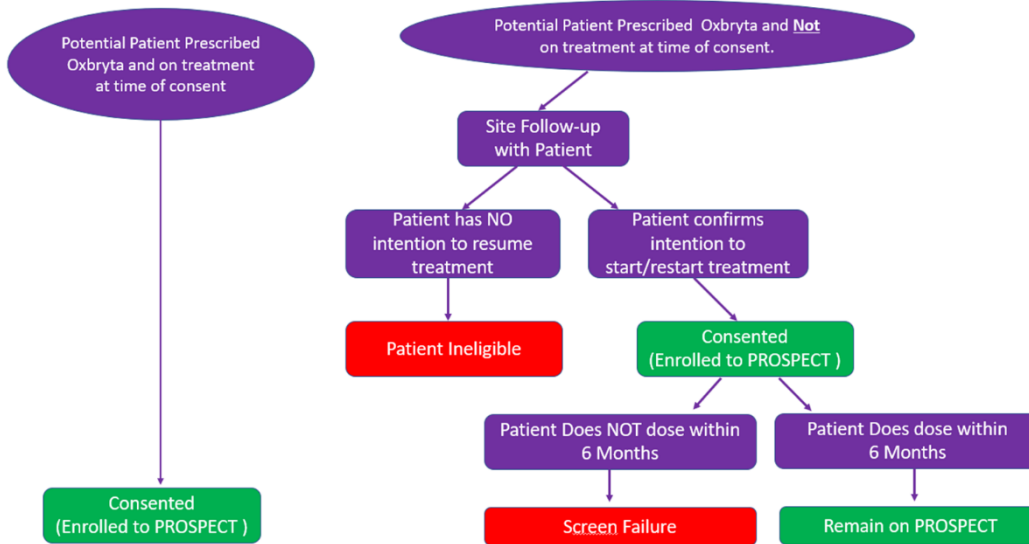 Potential Patient Prescribed
Oxbryta and on treatment
at time of consent
Potential Patient Prescribed Oxbryta and Not
on treatment at time of consent.
Site Follow-up
with Patient
Patient has NO
intention to resume
treatment
Patient confirms
intention to
start/restart treatment
Patient Ineligible
Consented
(Enrolled to PROSPECT )
Patient Does NOT dose within
6 Months
Patient Does dose within
6 Months
Consented
(Enrolled to PROSPECT )
Screen Failure
Remain on PROSPECT